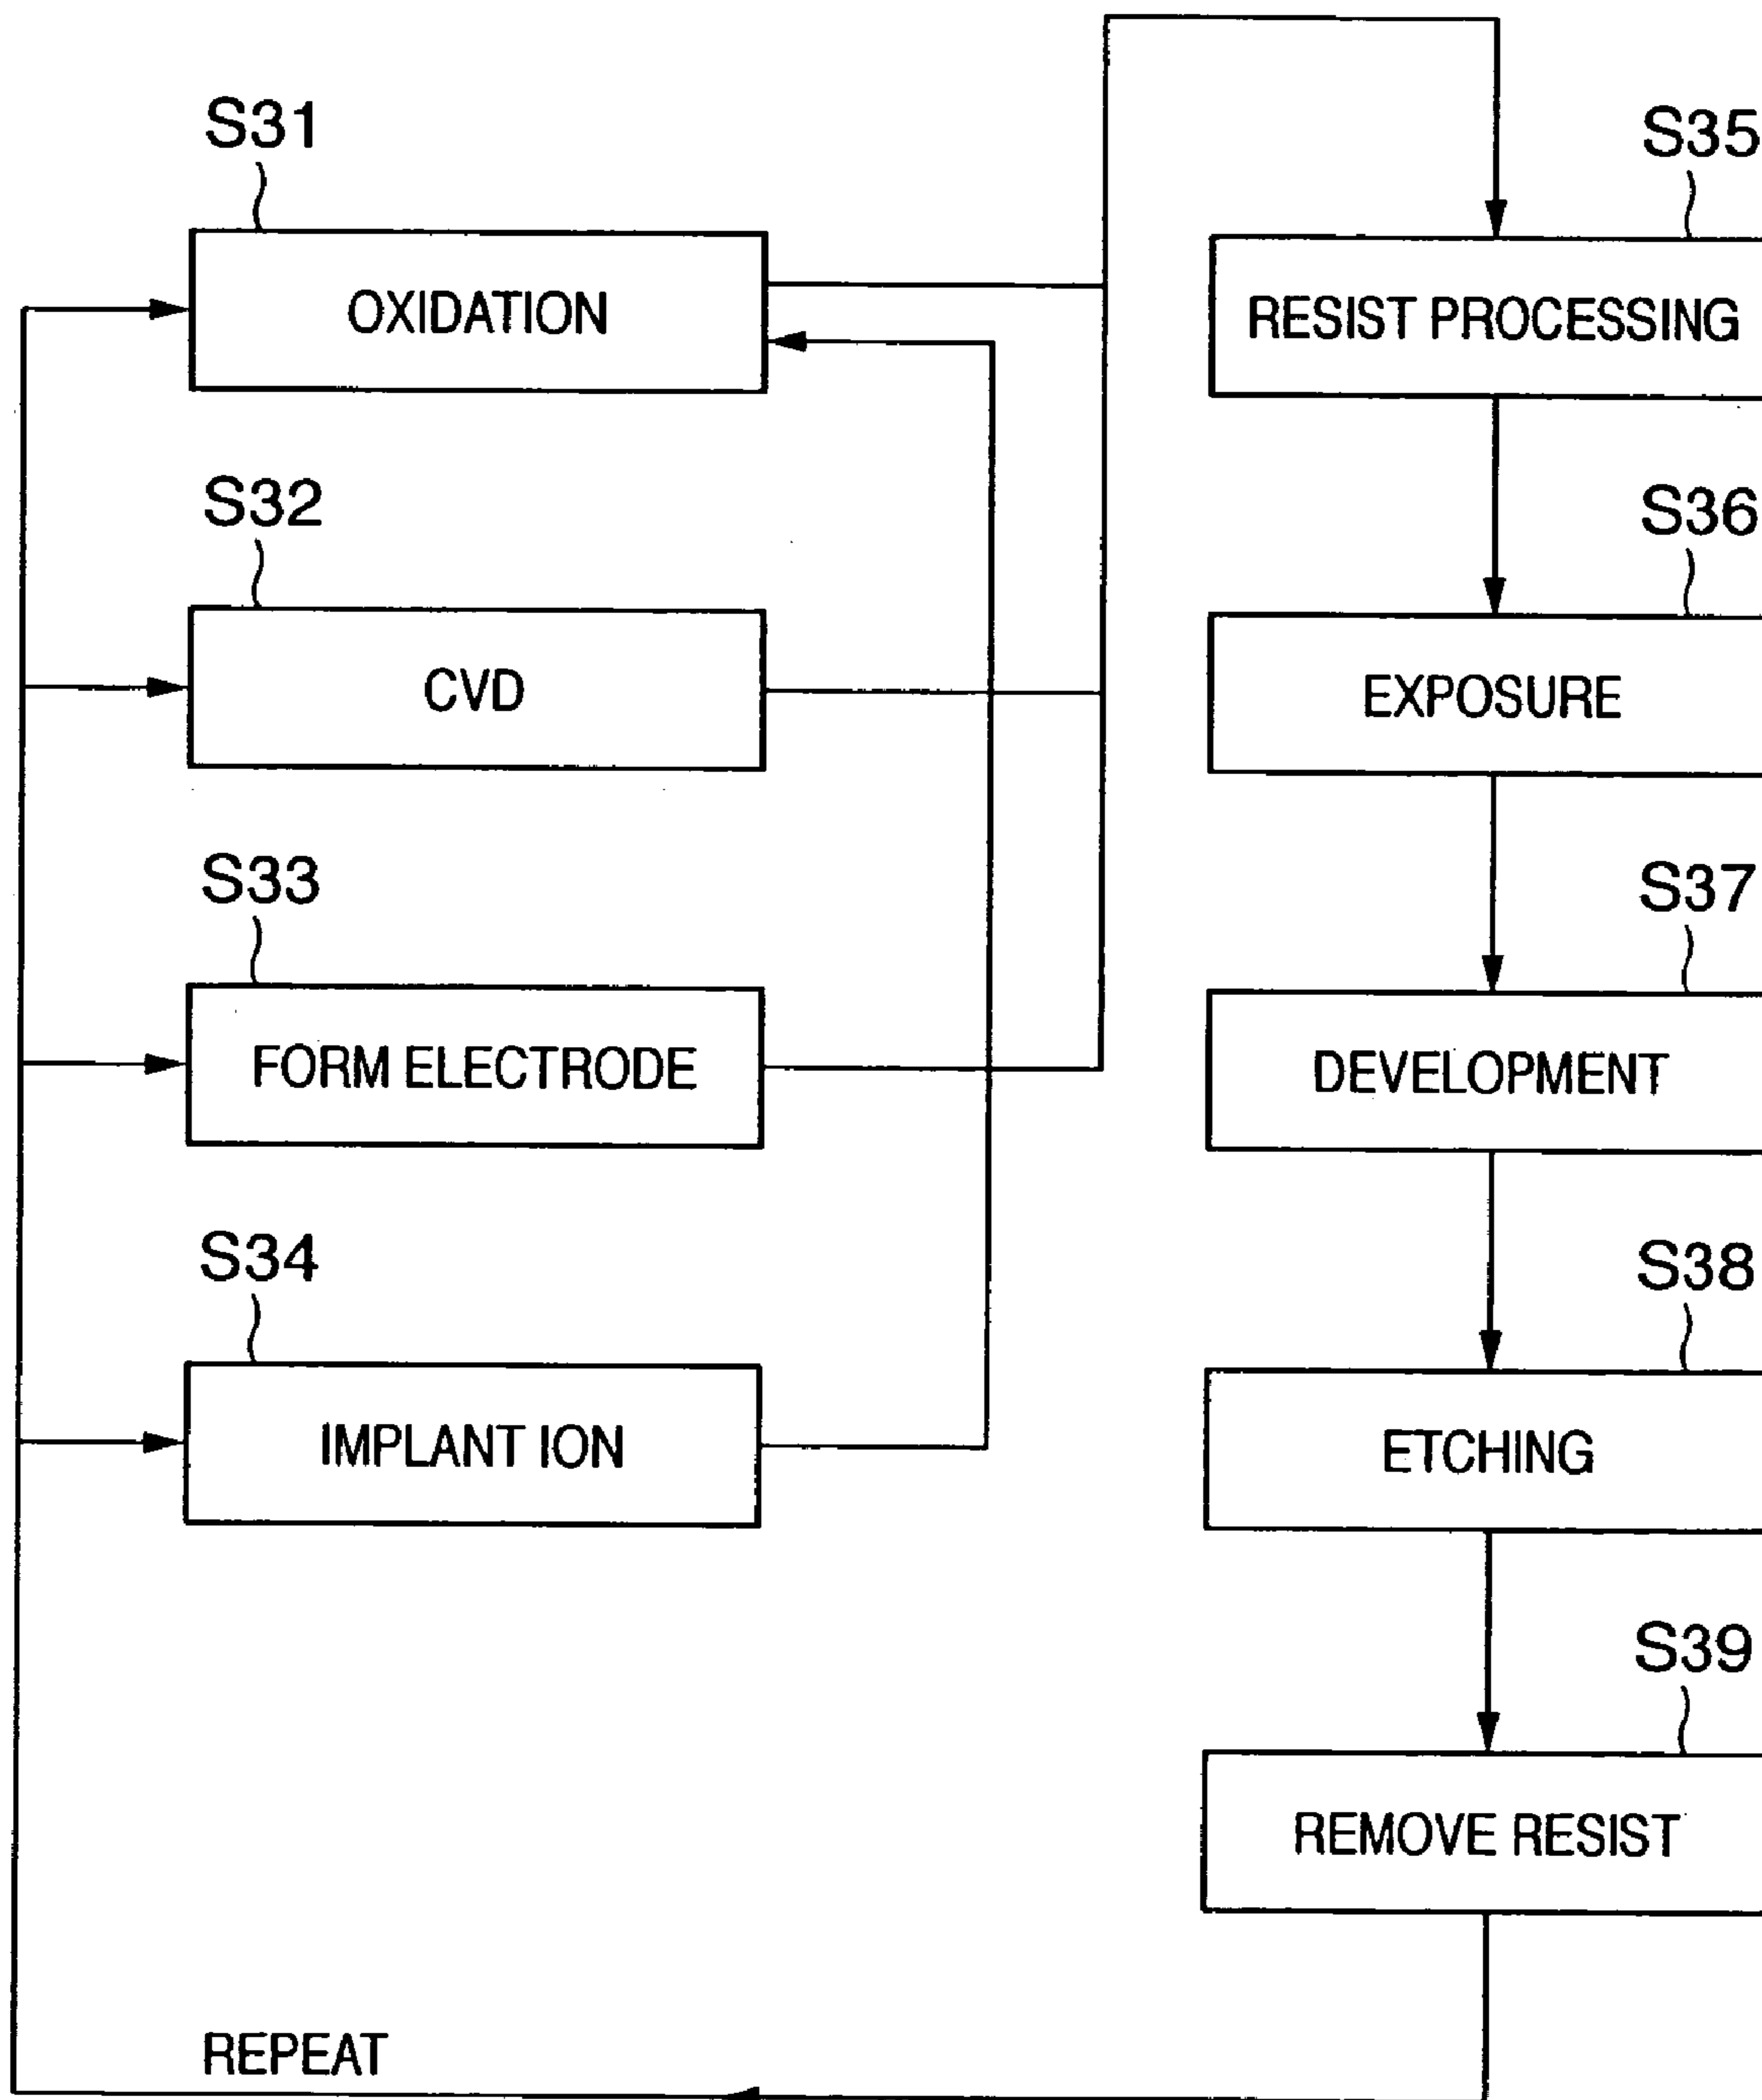 S31
OXIDATION
S32
CVD
S33
FORM ELECTRODE
S34
IMPLANT ION
S35
RESIST PROCESSING
S36
EXPOSURE
S37
DEVELOPMENT
S38
ETCHING
S39
REMOVE RESIST
REPEAT